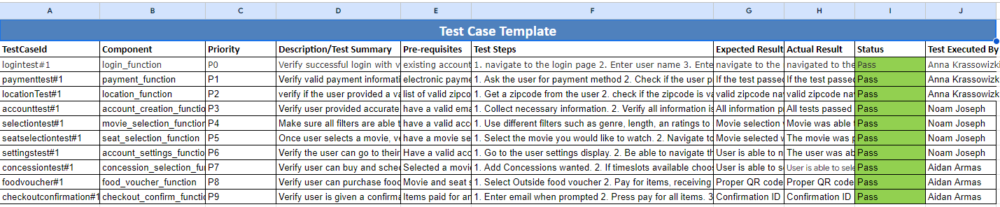 A B C D E F G H I J
Test Case Template
TestCaseId Component Priority Description/Test Summary Pre-requisites Test Steps Expected Result Actual Result Status Test Executed By
logintest#1 login_function P0 Verify successful login with v existing account 1. navigate to the login page 2. Enter user name 3. Ente navigate to the navigated to the Pass Anna Krassowizki
paymenttest#1 payment_function P1 Verify valid payment informati electronic payme 1. Ask the user for payment method 2. Check if the user p If the test passed If the test passed Pass Anna Krassowizk
locationTest#1 location_function P2 verify if the user provided a va list of valid zipco 1. Get a zipcode from the user 2. check if the zipcode is va valid zipcode nav valid zipcode nav Pass Anna Krassowizk
accounttest#1 account_creation_functio P3 Verify user provided accurate have a valid ema 1. Collect necessary information. 2. Verify all information is All information p All tests passed Pass Noam Joseph
selectiontest#1 movie_selection_function P4 Make sure all filters are able t have a valid acc 1. Use different filters such as genre, length, an ratings to Movie selection Movie was able Pass Noam Joseph
seatselectiontest#1 seat_selection_function P5 Once user selects a movie, ve have a movie se 1. Select the movie you would like to watch. 2. Navigate to Movie selected The movie was p Pass Noam Joseph
settingstest#1 account_settings_functio P6 Verify the user can go to their Have a valid acc 1. Go to the user settings display. 2. Be able to navigate th User is able to n The user was ab Pass Noam Joseph
concessiontest#1 concession_selection_fu P7 Verify user can buy and sche Selected a movi 1. Add Concessions wanted. 2. If timeslots available choo User is able to se User is able to sele Pass Aidan Armas
foodvoucher#1 food_voucher_function P8 Verify user can purchase food Movie and seat s 1. Select Outside food voucher 2. Pay for items, receiving Proper QR code Proper QR code Pass Aidan Armas
checkoutconfirmation#1 checkout_confirm_functio P9 Verify user is given a confirma Items paid for an 1. Enter email when prompted 2. Press pay for all items. 3 Confirmation ID Confirmation ID Pass Aidan Armas